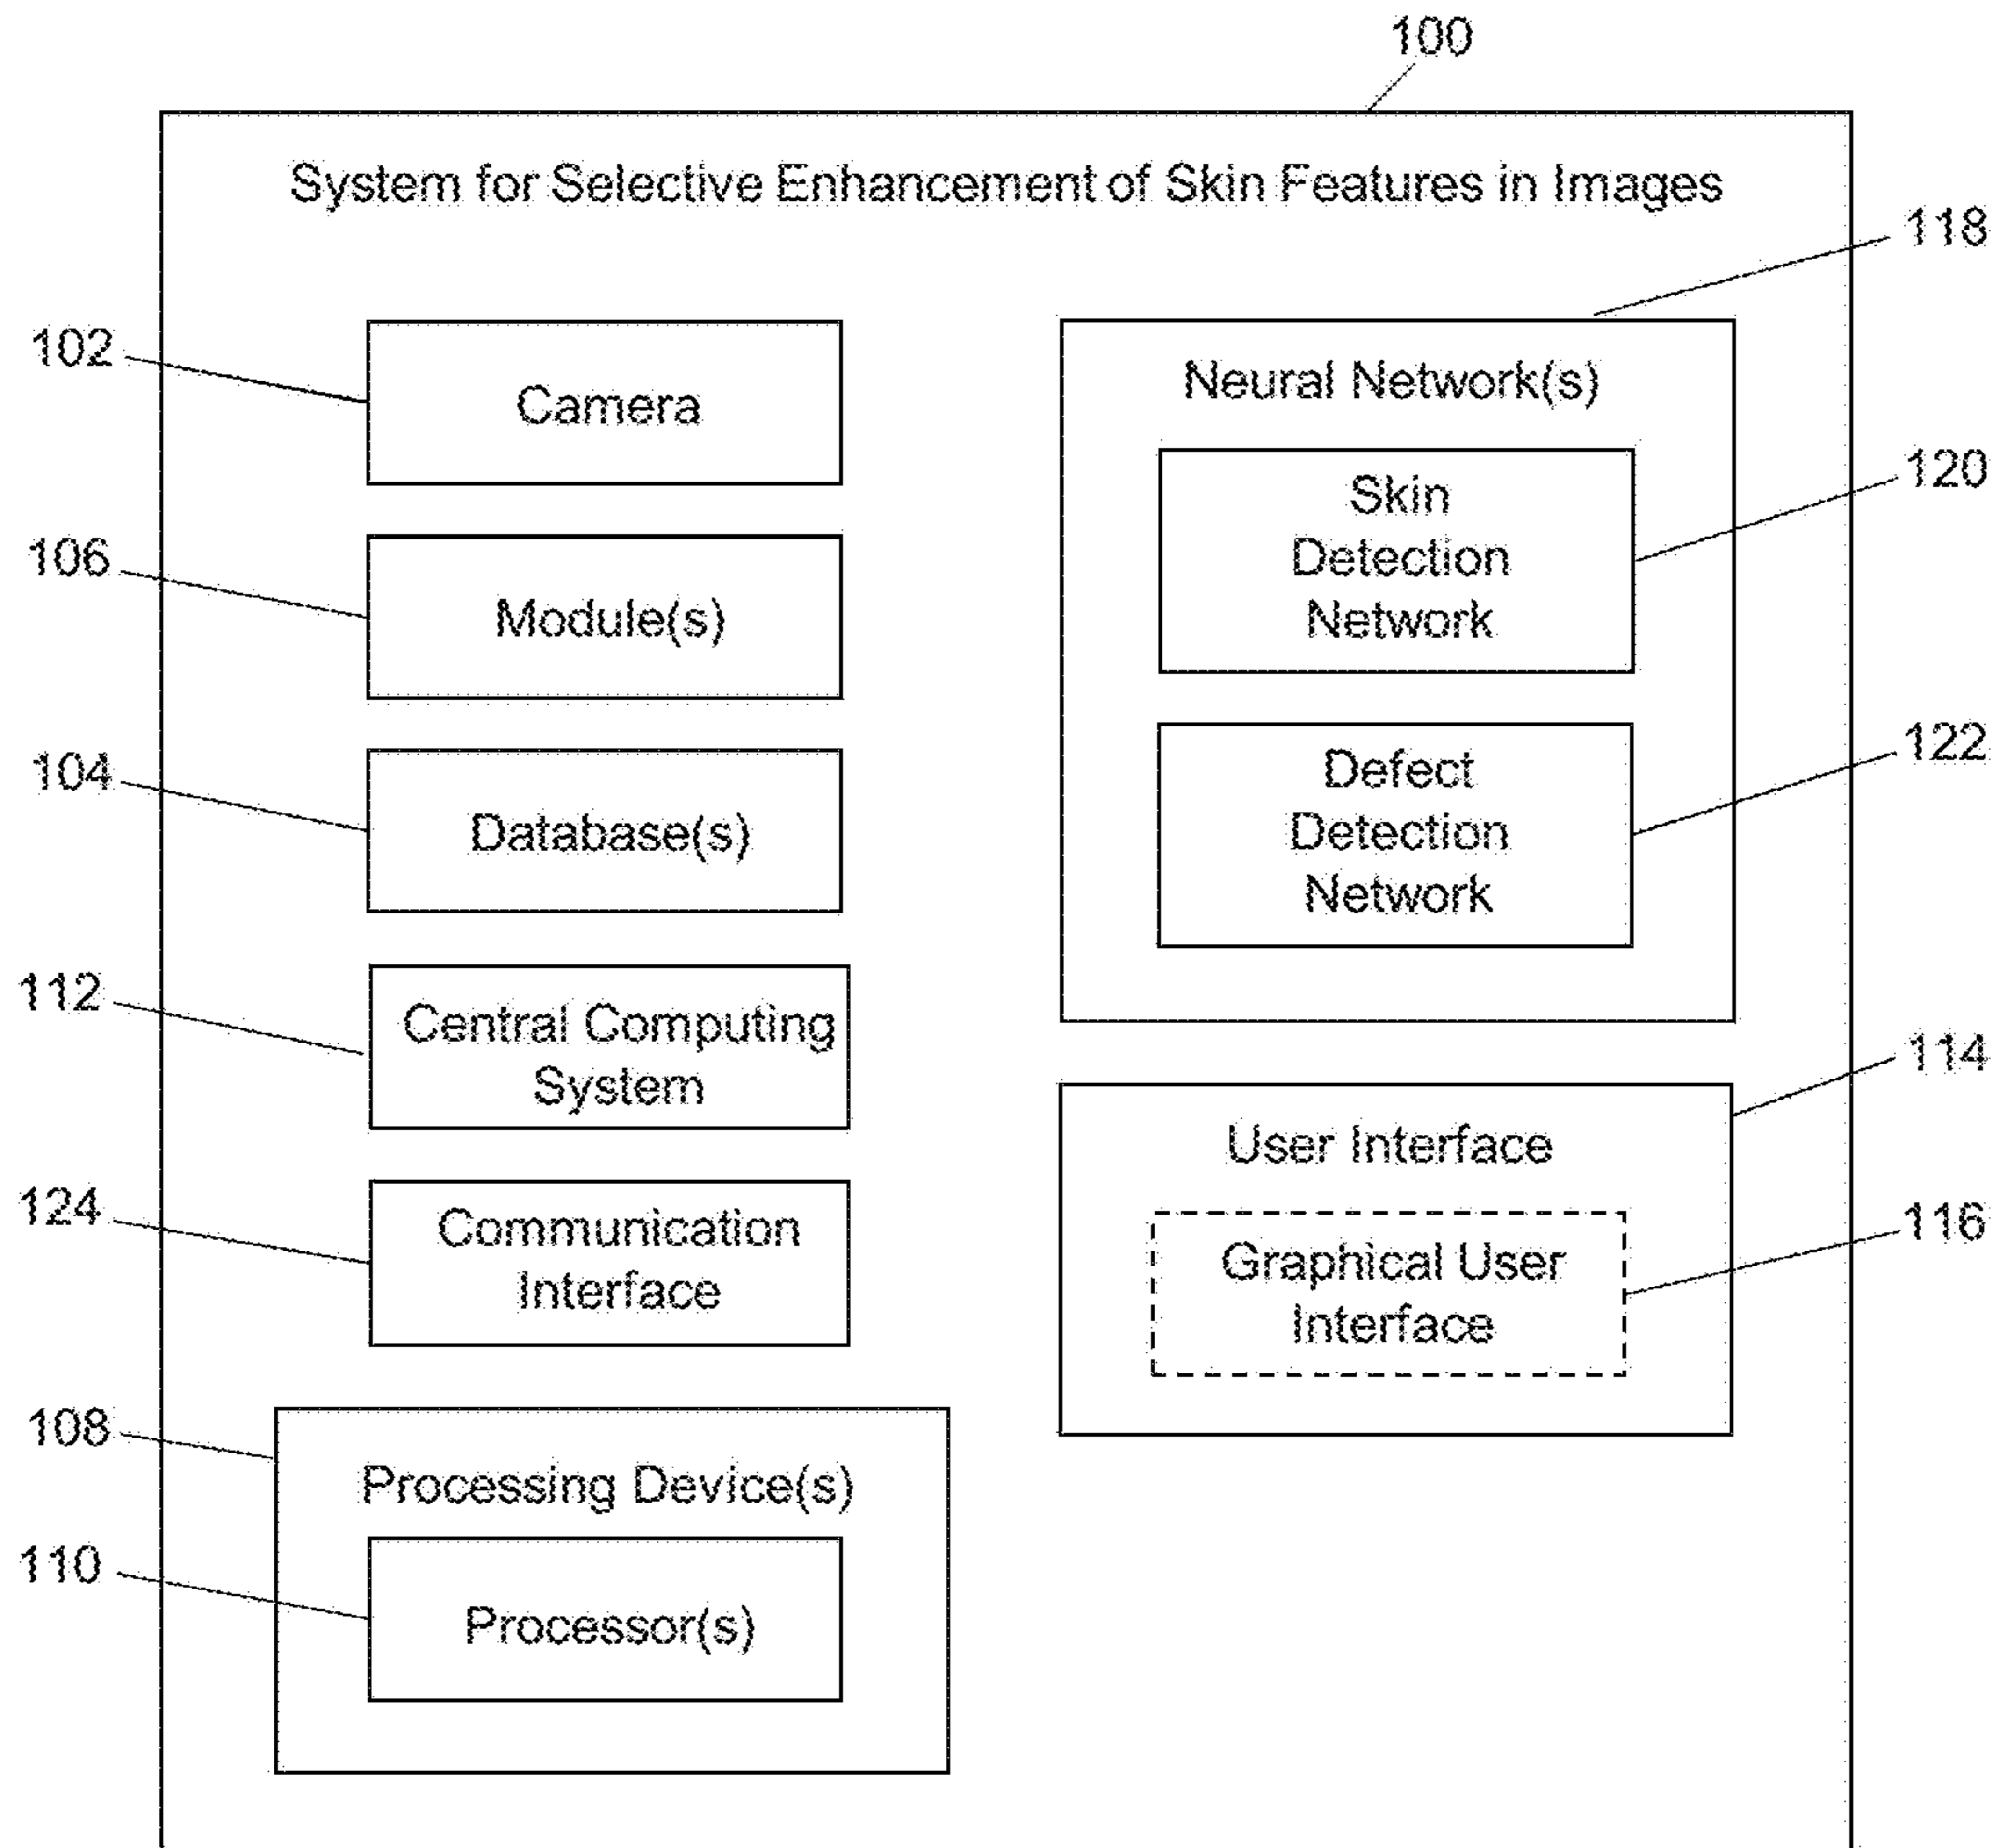 100
System for Selective Enhancement of Skin Features in Images
118
102
Camera
Neural Network(s)
120
Skin
Detection
Network
106
Module(s)
122
Defect
Detection
Network
104
Database(s)
112
Central Computing
System
114
User Interface
124
Communication
Interface
116
Graphical User
Interface
108
Processing Device(s)
110
Processor(s)